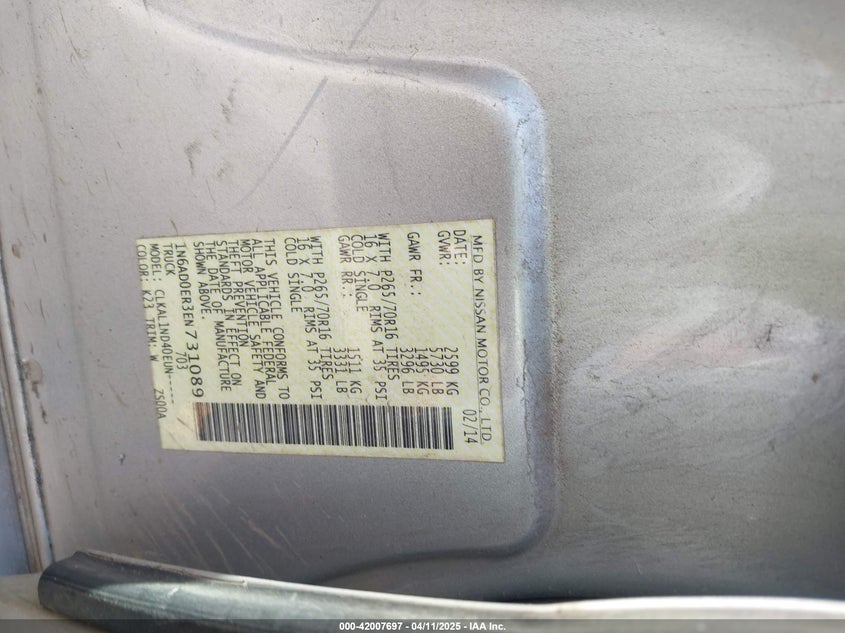 MFD BY NISSAN MOTOR CO., LTD.
DATE: 02/14
GVWR: 2599 KG
5730 LB
GAWR FR.: 1495 KG
3296 LB
WITH P265/70R16 TIRES
16 X 7.0 RIMS AT 35 PSI
COLD SINGLE
GAWR RR.: 1511 KG
3331 LB
WITH P265/70R16 TIRES
16 X 7.0 RIMS AT 35 PSI
COLD SINGLE
THIS VEHICLE CONFORMS TO
ALL APPLICABLE FEDERAL
MOTOR VEHICLE SAFETY AND
THEFT PREVENTION
STANDARDS IN EFFECT ON
THE DATE OF MANUFACTURE
SHOWN ABOVE.
1N6AD0ER3EN731089
TRUCK 703
MODEL: CLKAL1ND40EUN-----
COLOR: K23 TRIM: W 7S00A
000-42007697 - 04/11/2025 - IAA Inc.